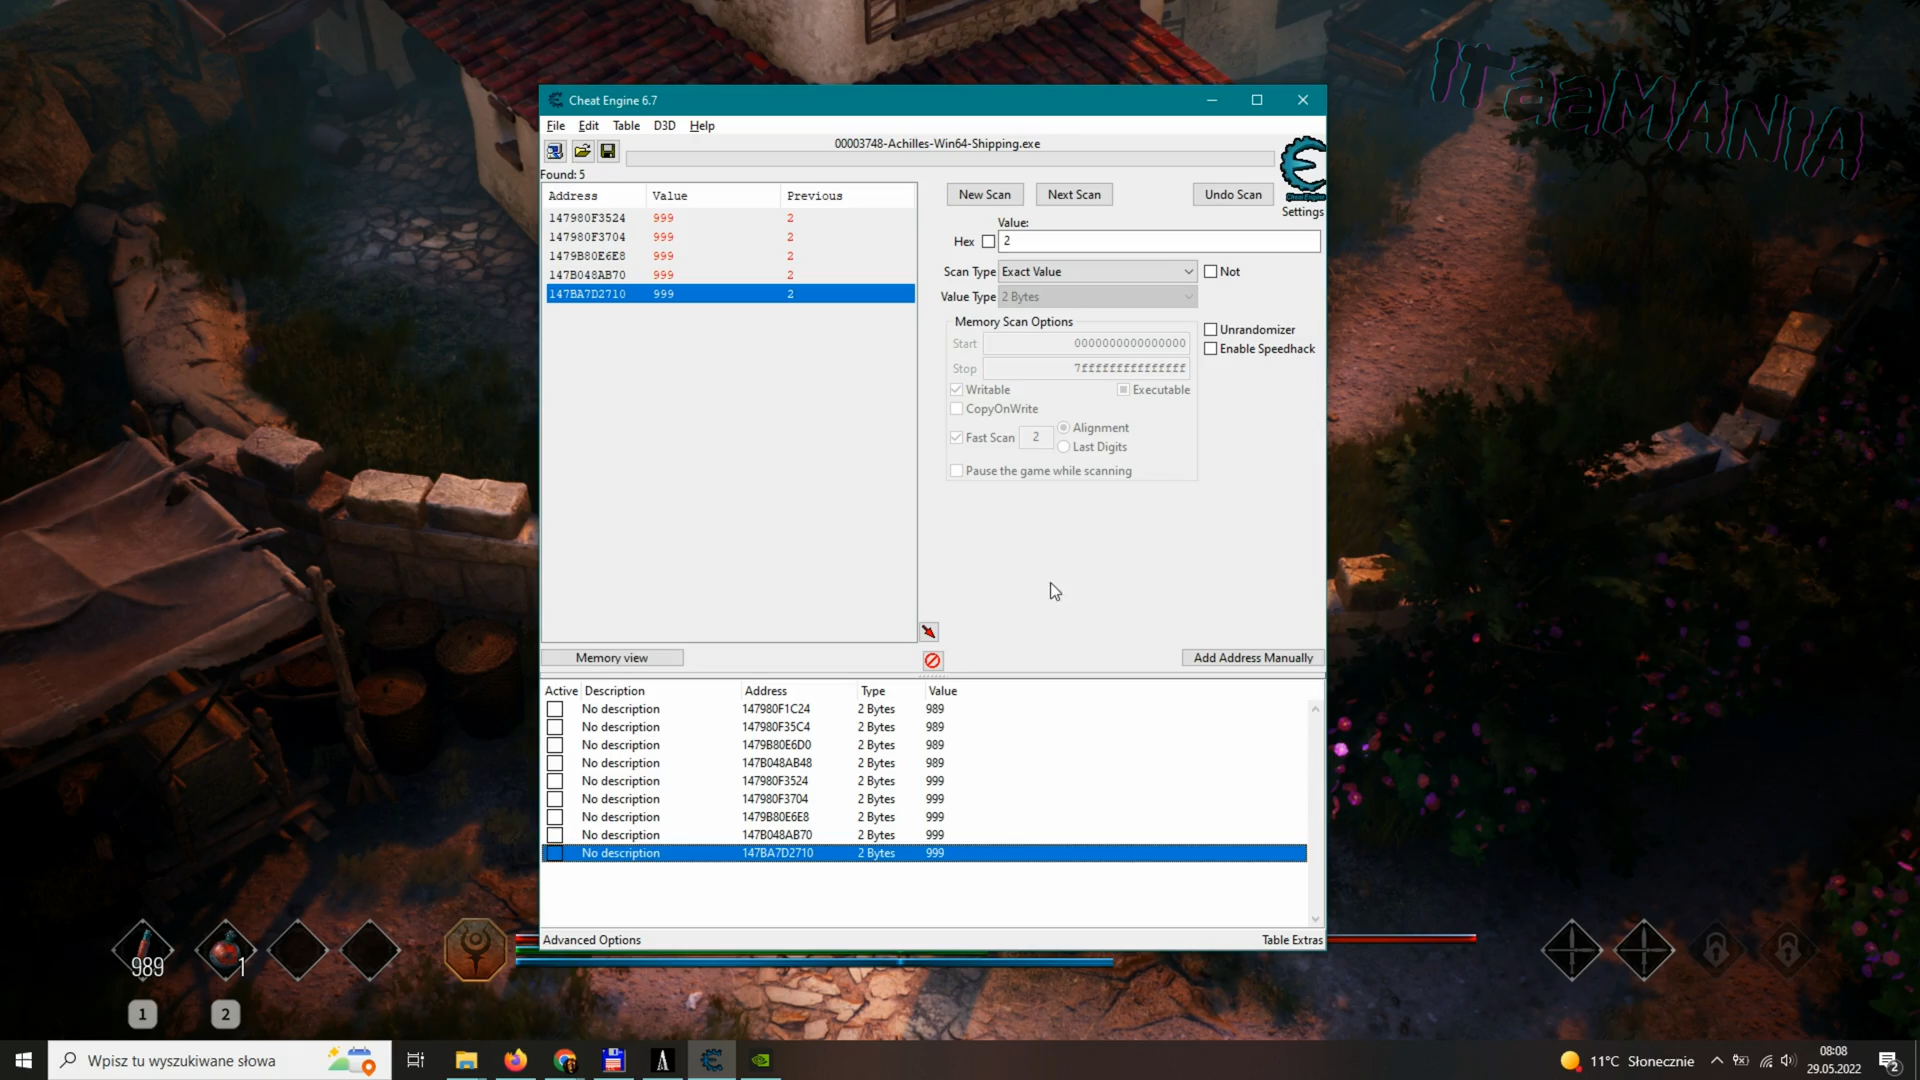 ITaaMANIA
Cheat Engine 6.7
File Edit Table D3D Help
00003748-Achilles-Win64-Shipping.exe
Found: 5
Address Value Previous
147980F3524 999 2
147980F3704 999 2
1479B80E6E8 999 2
147B048AB70 999 2
147BA7D2710 999 2
New Scan Next Scan Undo Scan
Cheat Engine
Settings
Value:
Hex 2
Scan Type Exact Value Not
Value Type 2 Bytes
Memory Scan Options
Start 0000000000000000
Stop 7fffffffffffffff
Writable Executable
CopyOnWrite
Fast Scan 2 Alignment
Last Digits
Pause the game while scanning
Unrandomizer
Enable Speedhack
Memory view Add Address Manually
Active Description Address Type Value
No description 147980F1C24 2 Bytes 989
No description 147980F35C4 2 Bytes 989
No description 1479B80E6D0 2 Bytes 989
No description 147B048AB48 2 Bytes 989
No description 147980F3524 2 Bytes 999
No description 147980F3704 2 Bytes 999
No description 1479B80E6E8 2 Bytes 999
No description 147B048AB70 2 Bytes 999
No description 147BA7D2710 2 Bytes 999
Advanced Options Table Extras
989 1
1 2
Wpisz tu wyszukiwane słowa
11°C Słonecznie
08:08
29.05.2022
2